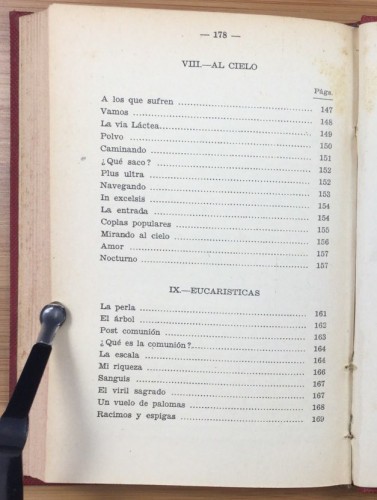 — 178 —
VIII.—AL CIELO
Págs.
A los que sufren ........ 147
Vamos ........ 148
La vía Láctea ........ 149
Polvo ........ 150
Caminando ........ 151
¿Qué saco? ........ 152
Plus ultra ........ 152
Navegando ........ 153
In excelsis ........ 154
La entrada ........ 154
Coplas populares ........ 155
Mirando al cielo ........ 156
Amor ........ 157
Nocturno ........ 157
IX.—EUCARISTICAS
La perla ........ 161
El árbol ........ 162
Post comunión ........ 163
¿Qué es la comunión? ........ 164
La escala ........ 164
Mi riqueza ........ 166
Sanguis ........ 167
El viril sagrado ........ 167
Un vuelo de palomas ........ 168
Racimos y espigas ........ 169